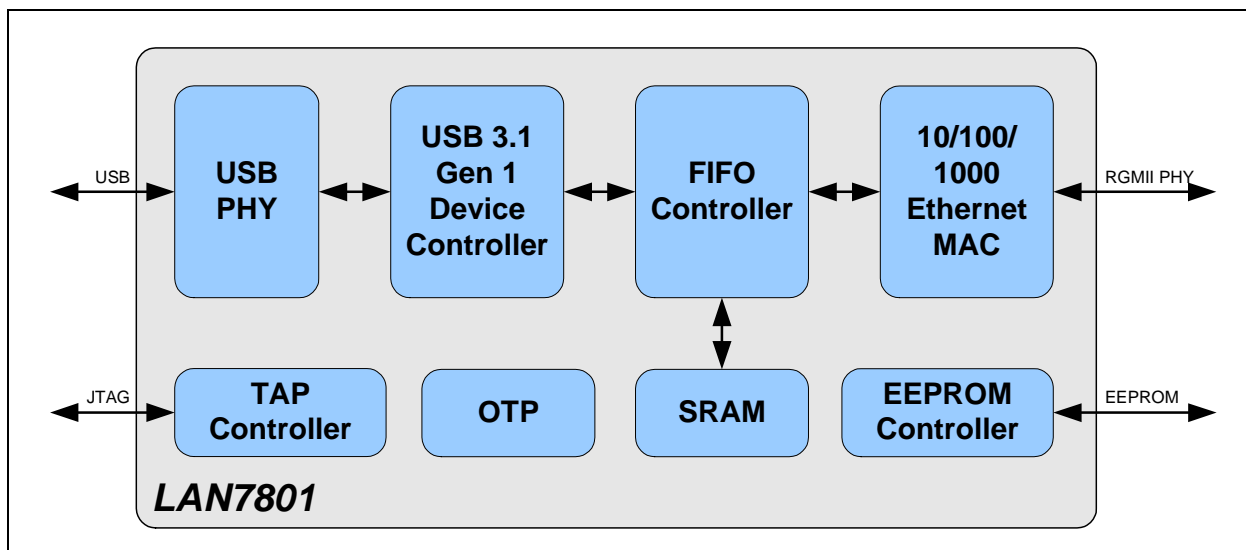 USB
USB
PHY
USB 3.1
Gen 1
Device
Controller
FIFO
Controller
10/100/
1000
Ethernet
MAC
RGMII PHY
JTAG
TAP
Controller
OTP
SRAM
EEPROM
Controller
EEPROM
LAN7801